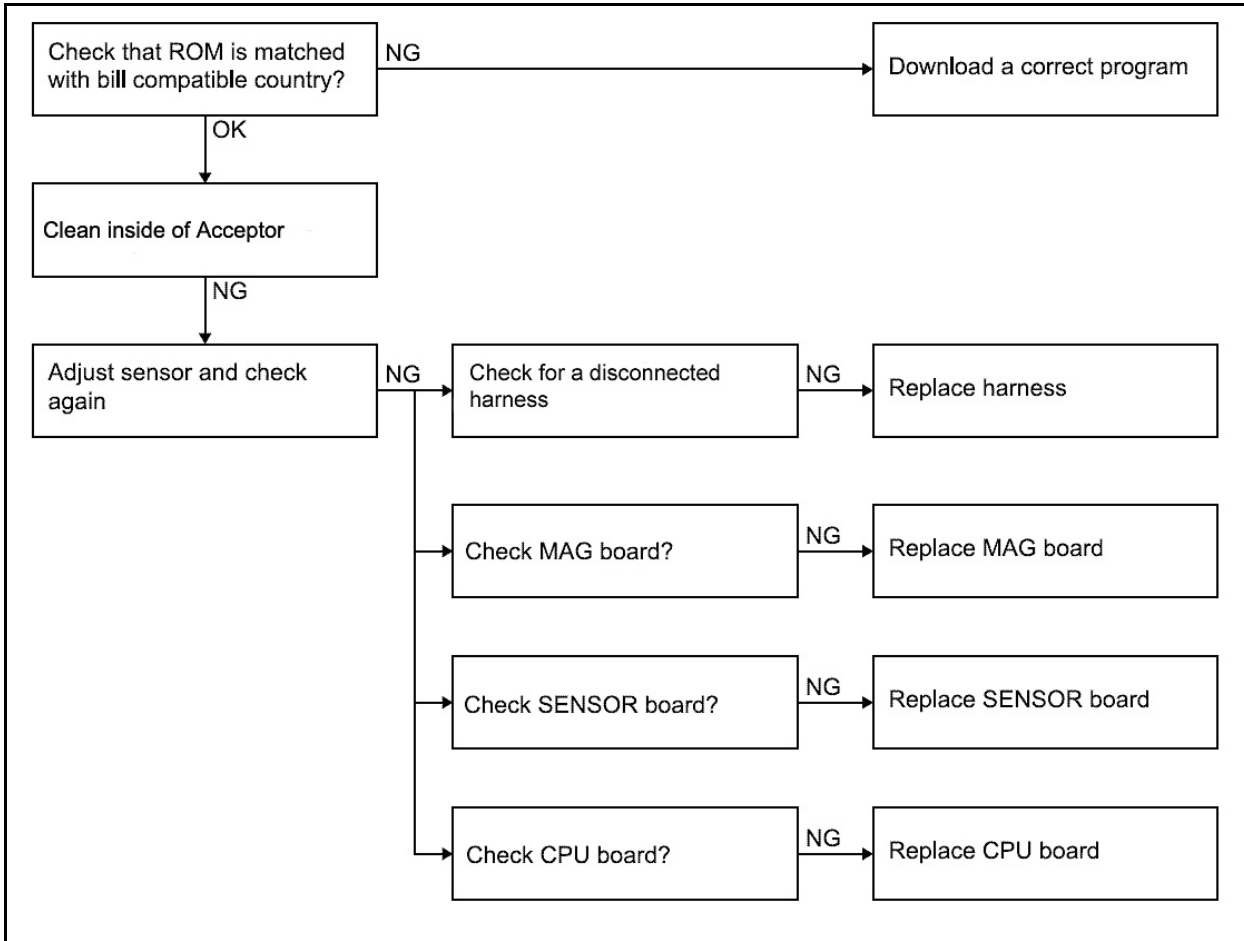 Check that ROM is matched
with bill compatible country?
NG
Download a correct program
OK
Clean inside of Acceptor
NG
Adjust sensor and check
again
NG
Check for a disconnected
harness
NG
Replace harness
Check MAG board?
NG
Replace MAG board
Check SENSOR board?
NG
Replace SENSOR board
Check CPU board?
NG
Replace CPU board